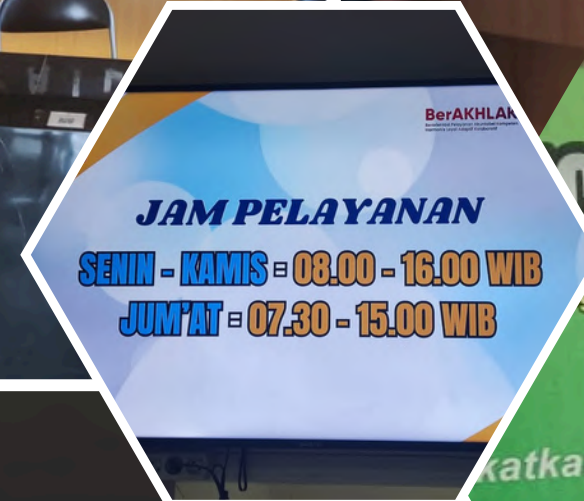 BerAKHLAK
JAM PELAYANAN
SENIN - KAMIS = 08.00 - 16.00 WIB
JUM'AT = 07.30 - 15.00 WIB
katka